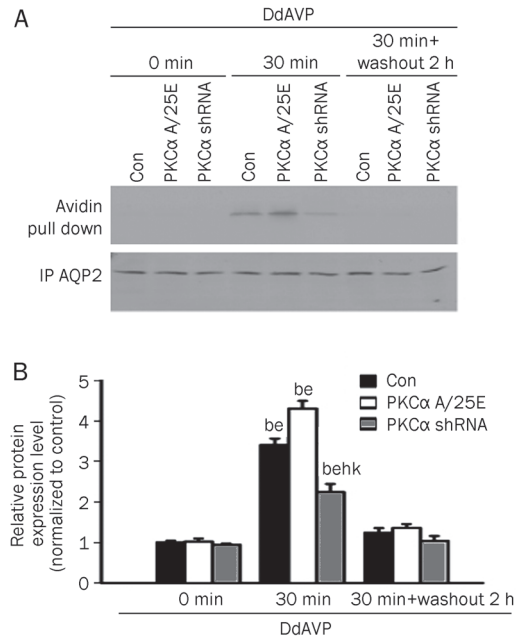 A
DdAVP
0 min
30 min
30 min+
washout 2 h
Con
PKCα A/25E
PKCα shRNA
Con
PKCα A/25E
PKCα shRNA
Con
PKCα A/25E
PKCα shRNA
Avidin
pull down
IP AQP2
B
Relative protein
expression level
(normalized to control)
5
4
3
2
1
0
be
be
behk
Con
PKCα A/25E
PKCα shRNA
0 min
30 min
30 min+washout 2 h
DdAVP